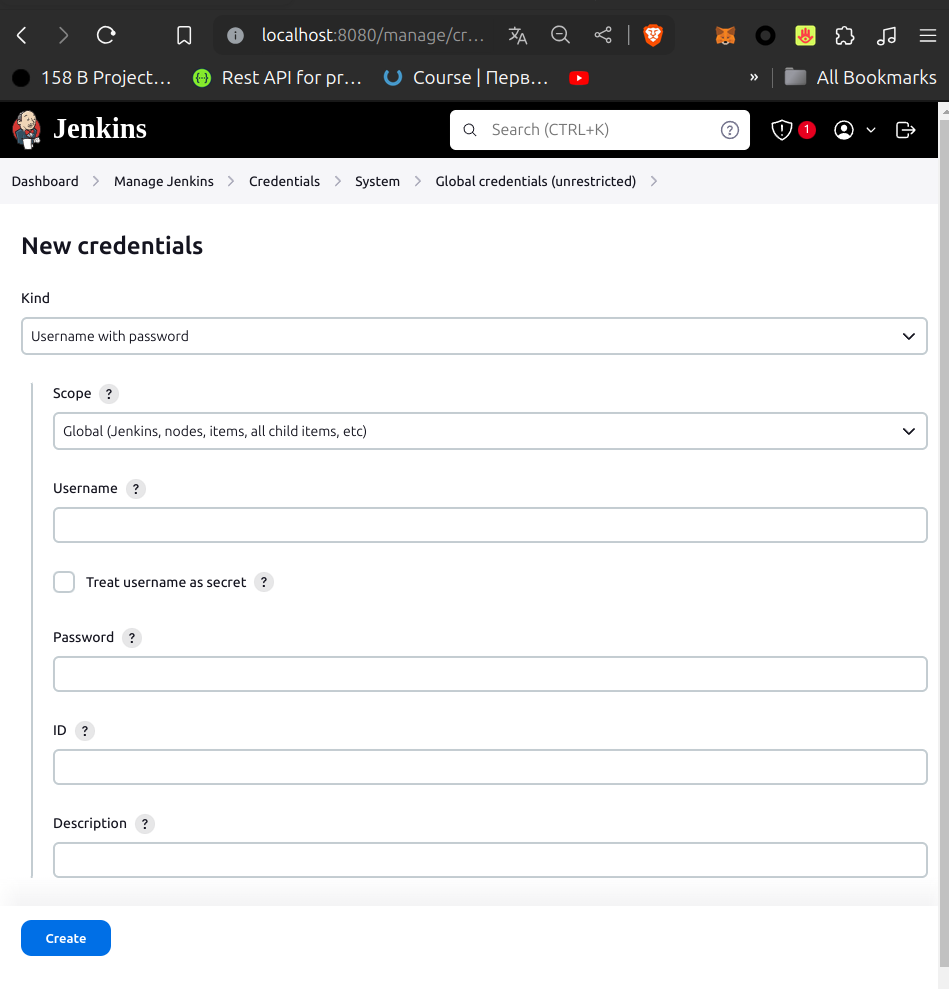 localhost:8080/manage/cr...
158 B Project... Rest API for pr... Course | Перв... » All Bookmarks
Jenkins Search (CTRL+K) ? 1
Dashboard > Manage Jenkins > Credentials > System > Global credentials (unrestricted) >
New credentials
Kind
Username with password
Scope ?
Global (Jenkins, nodes, items, all child items, etc)
Username ?
Treat username as secret ?
Password ?
ID ?
Description ?
Create